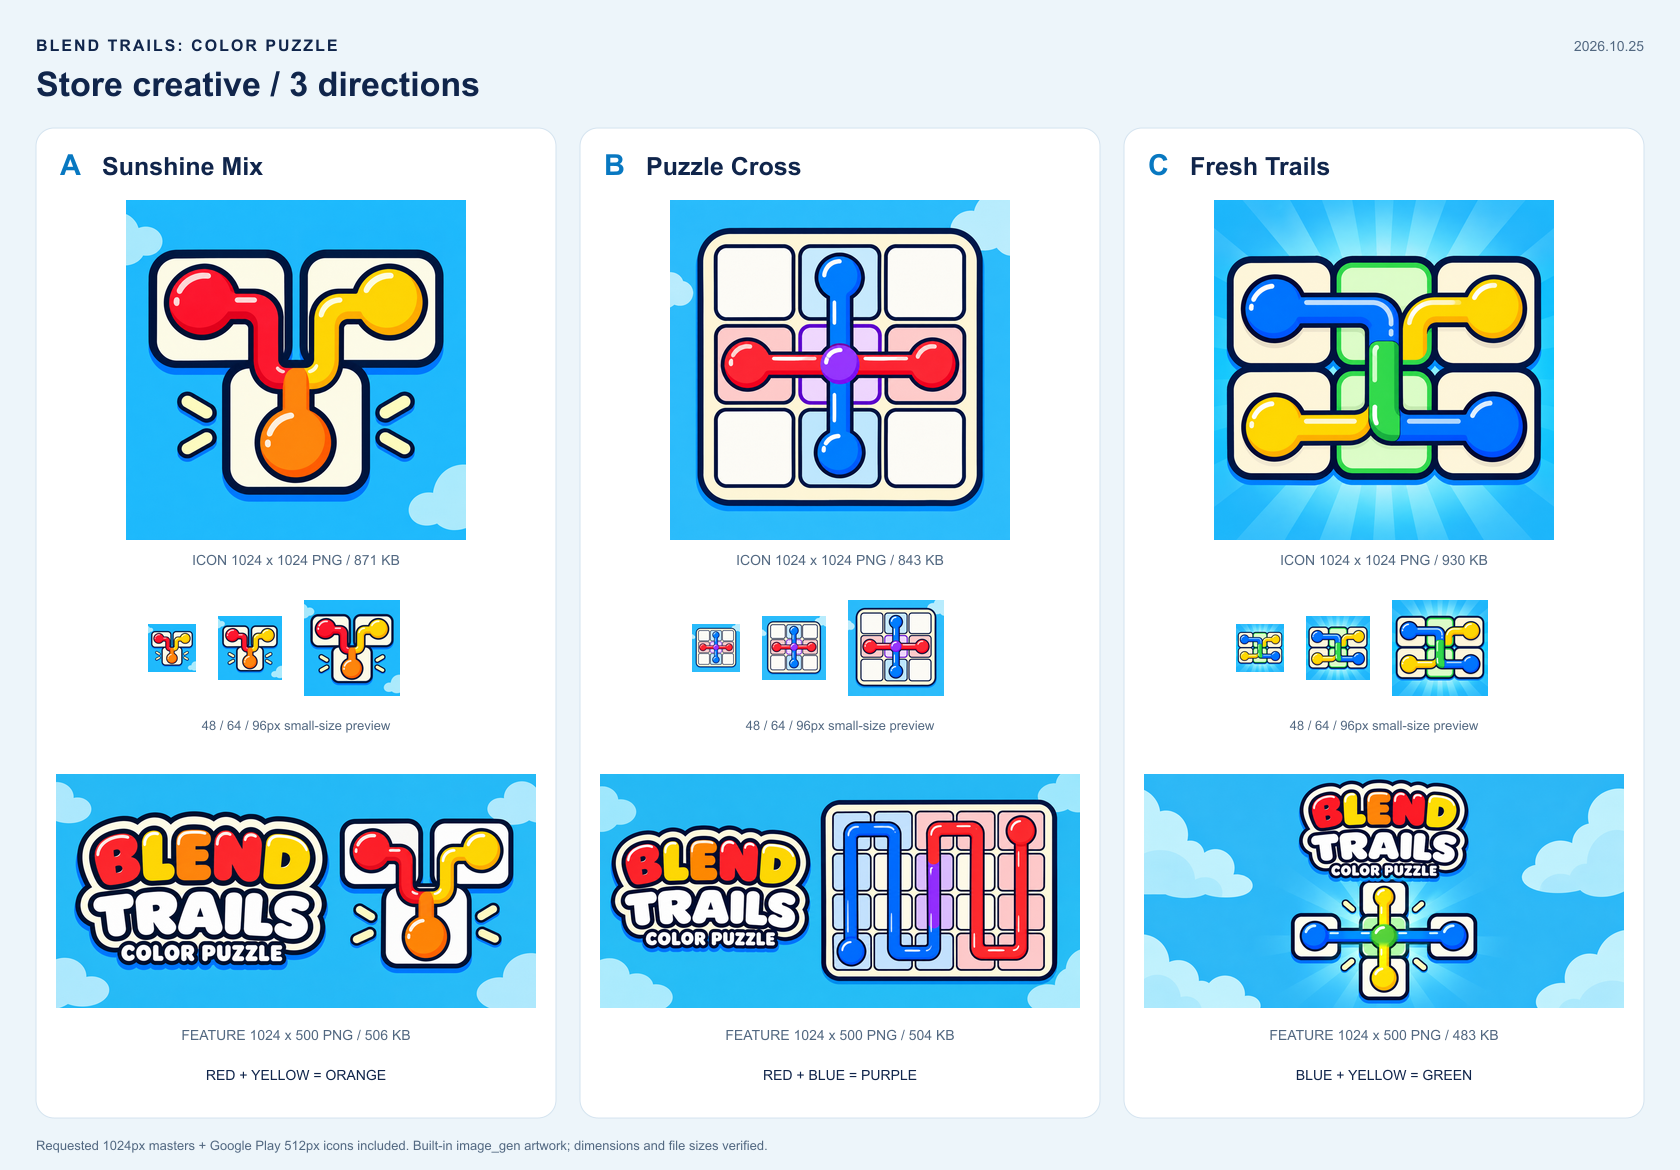 BLEND TRAILS: COLOR PUZZLE
2026.10.25
Store creative / 3 directions
A Sunshine Mix
ICON 1024 x 1024 PNG / 871 KB
48 / 64 / 96px small-size preview
BLEND
TRAILS
COLOR PUZZLE
FEATURE 1024 x 500 PNG / 506 KB
RED + YELLOW = ORANGE
B Puzzle Cross
ICON 1024 x 1024 PNG / 843 KB
48 / 64 / 96px small-size preview
BLEND
TRAILS
COLOR PUZZLE
FEATURE 1024 x 500 PNG / 504 KB
RED + BLUE = PURPLE
C Fresh Trails
ICON 1024 x 1024 PNG / 930 KB
48 / 64 / 96px small-size preview
BLEND
TRAILS
COLOR PUZZLE
FEATURE 1024 x 500 PNG / 483 KB
BLUE + YELLOW = GREEN
Requested 1024px masters + Google Play 512px icons included. Built-in image_gen artwork; dimensions and file sizes verified.